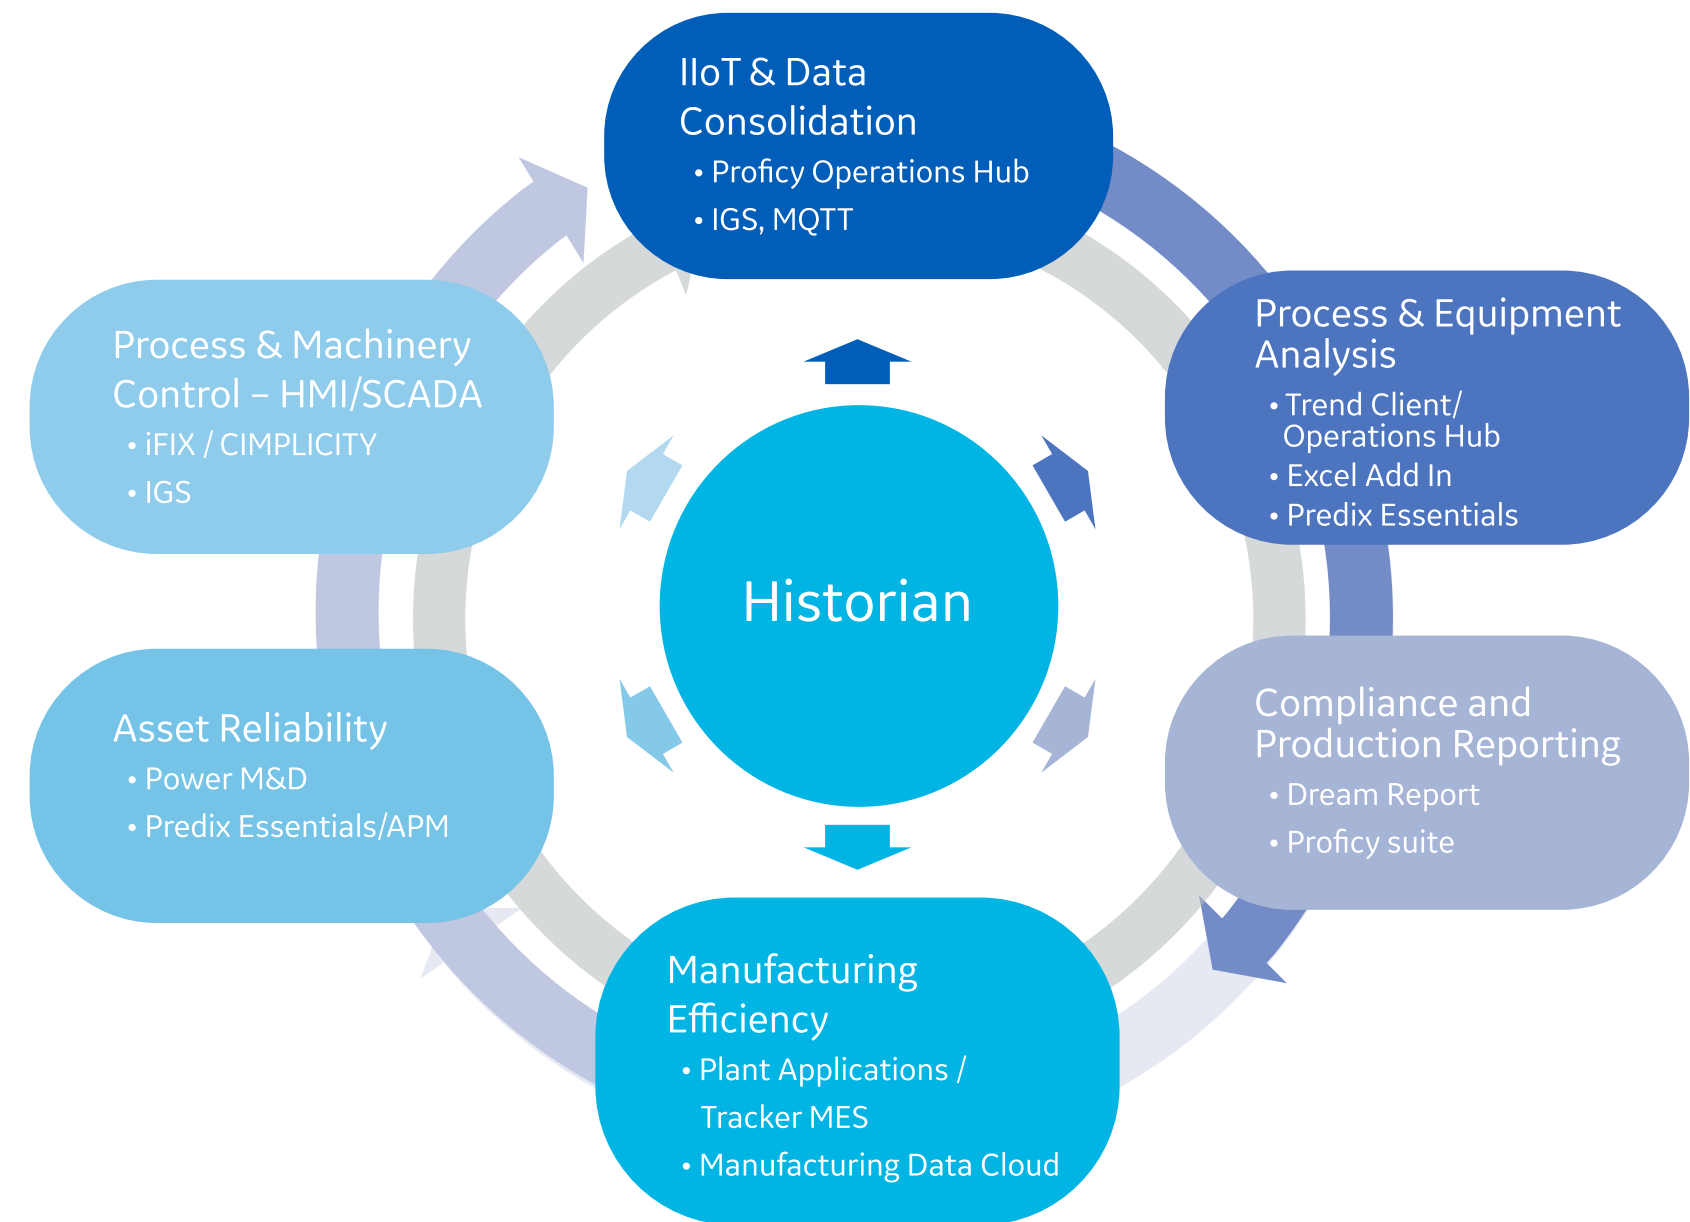 IIoT & Data
Consolidation
• Proficy Operations Hub
• IGS, MQTT
Process & Equipment
Analysis
• Trend Client/
Operations Hub
• Excel Add In
• Predix Essentials
Compliance and
Production Reporting
• Dream Report
• Proficy suite
Manufacturing
Efficiency
• Plant Applications /
Tracker MES
• Manufacturing Data Cloud
Asset Reliability
• Power M&D
• Predix Essentials/APM
Process & Machinery
Control – HMI/SCADA
• iFIX / CIMPLICITY
• IGS
Historian